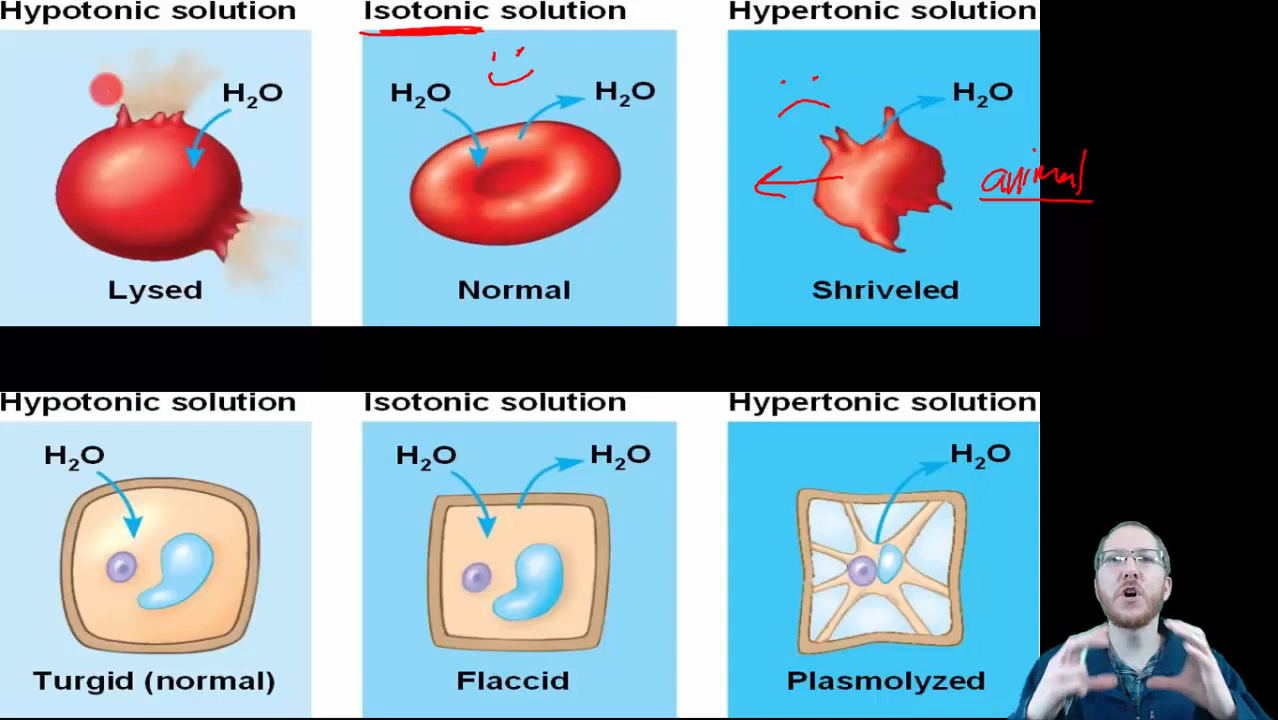 Hypotonic solution
Isotonic solution
Hypertonic solution
H2O
H2O
H2O
H2O
animal
Lysed
Normal
Shriveled
Hypotonic solution
Isotonic solution
Hypertonic solution
H2O
H2O
H2O
H2O
Turgid (normal)
Flaccid
Plasmolyzed